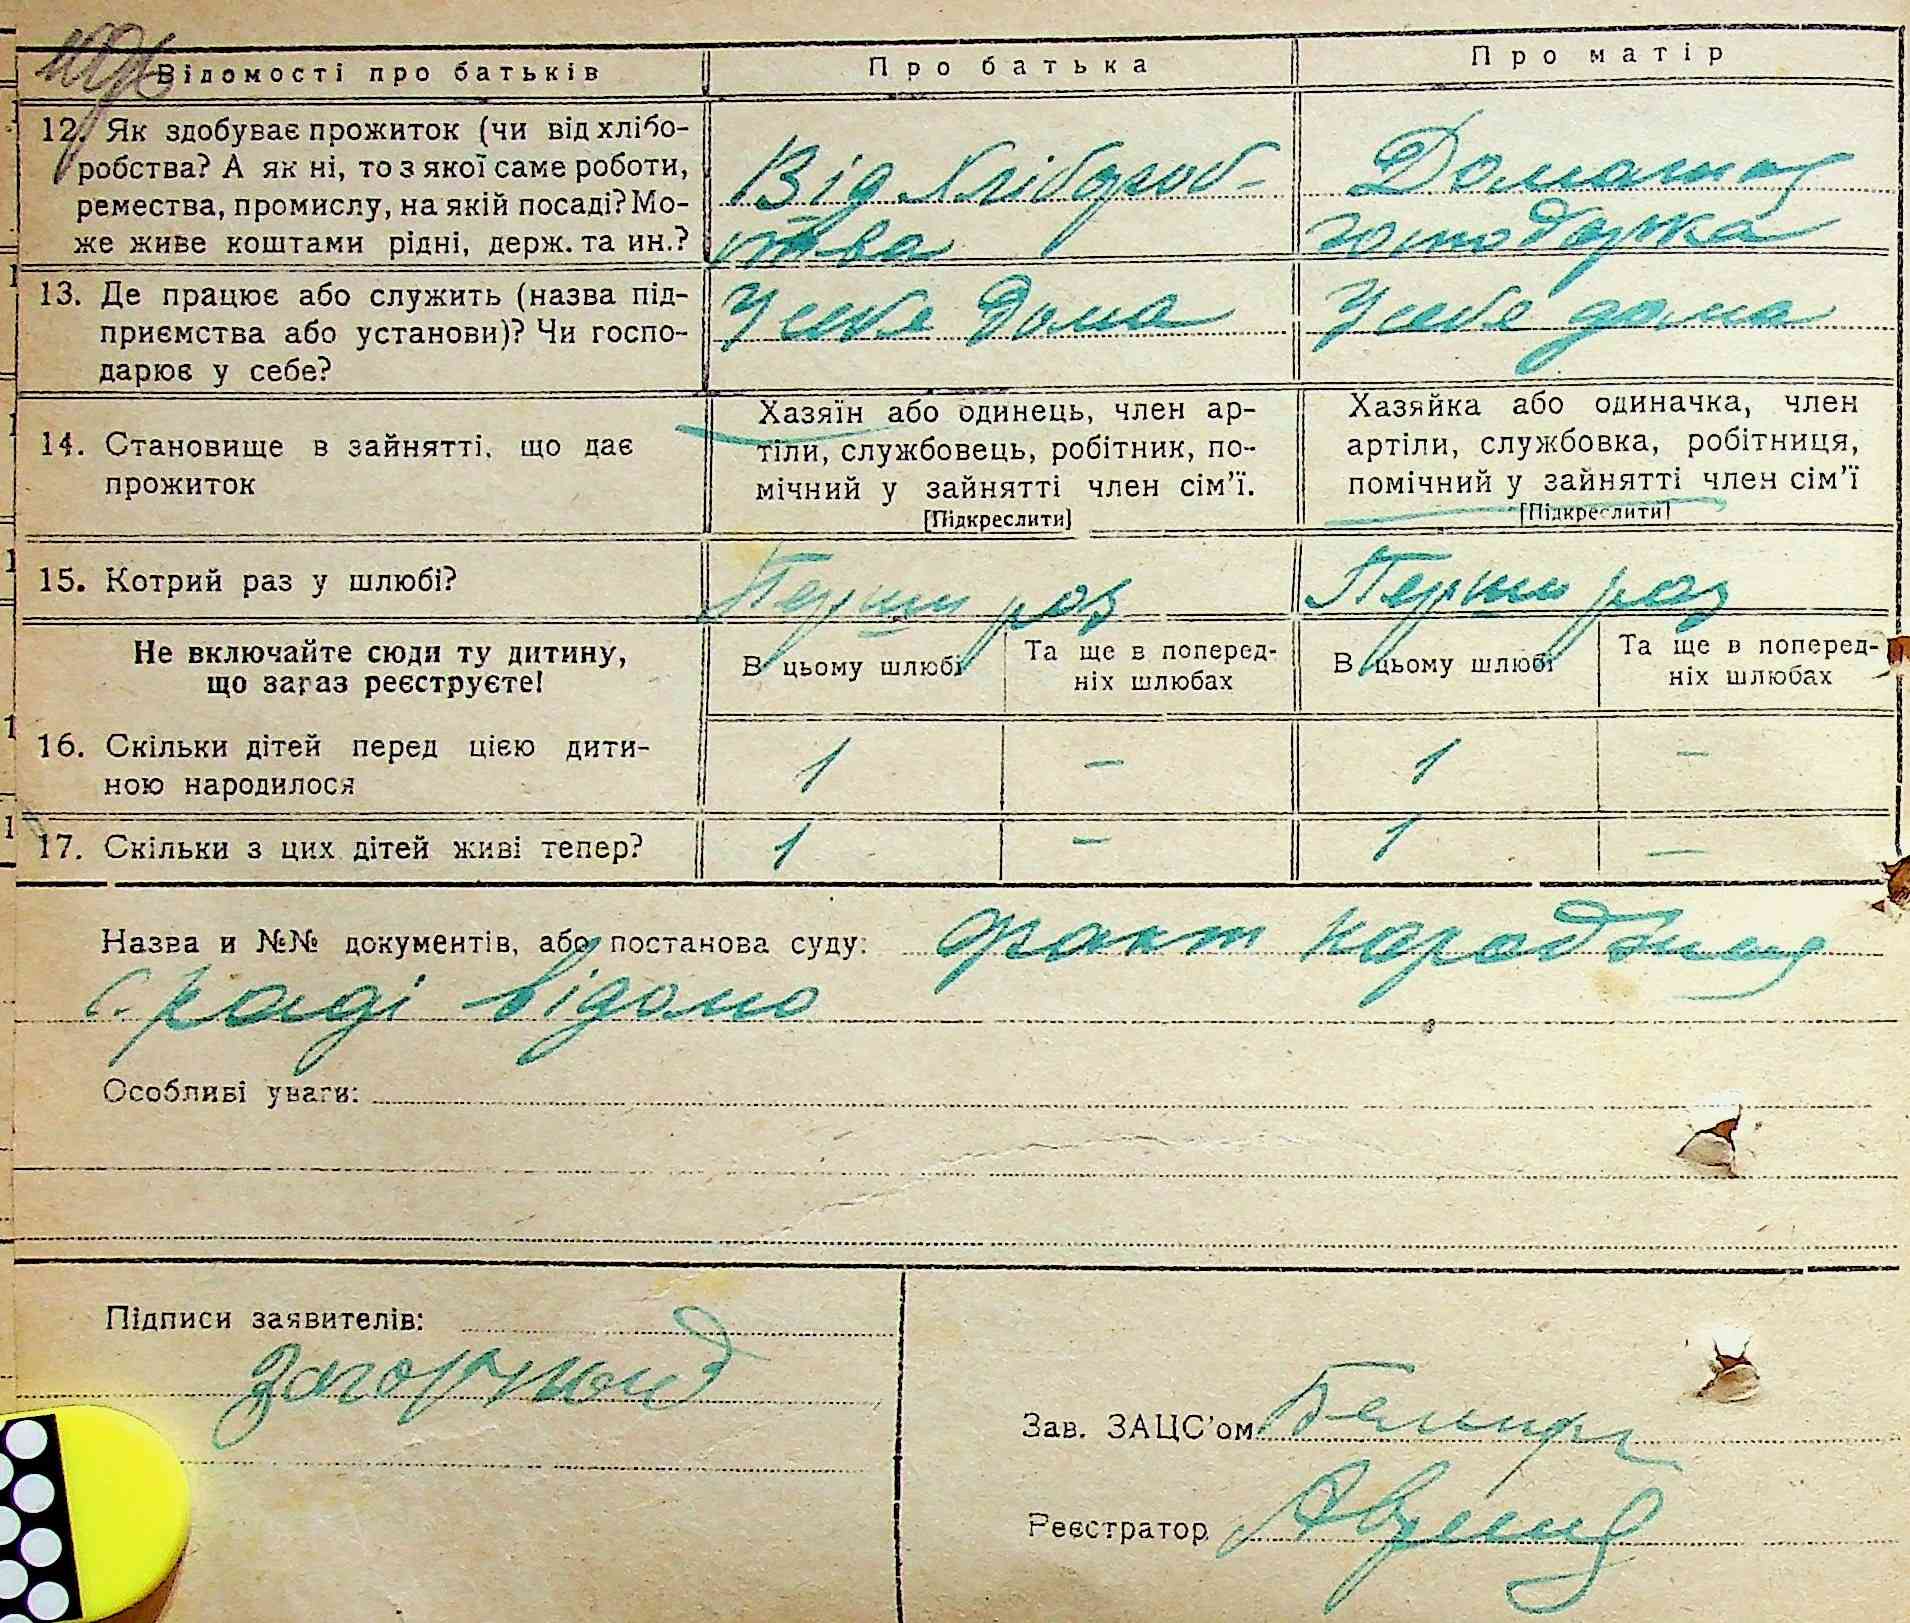 Відомості про батьків
Про батька
Про матір
12. Як здобуває прожиток (чи від хлібо-
робства? А як ні, то з якої саме роботи,
ремества, промислу, на якій посаді? Мо-
же живе коштами рідні, держ. та ин.?
Від хлібороб-
ства
Домашня
господарка
13. Де працює або служить (назва під-
приємства або установи)? Чи госпо-
дарює у себе?
У себе дома
У себе дома
14. Становище в зайнятті, що дає
прожиток
Хазяїн або одинець, член ар-
тіли, службовець, робітник, по-
мічний у зайнятті член сім'ї.
[Підкреслити]
Хазяйка або одиначка, член
артіли, службовка, робітниця,
помічний у зайнятті член сім'ї
[Підкреслити]
15. Котрий раз у шлюбі?
Перши раз
Перши раз
Не включайте сюди ту дитину,
що зараз реєструєте!
В цьому шлюбі
Та ще в поперед-
ніх шлюбах
В цьому шлюбі
Та ще в поперед-
ніх шлюбах
16. Скільки дітей перед цією дити-
ною народилося
1 — 1 —
17. Скільки з цих дітей живі тепер?
1 — 1 —
Назва и №№ документів, або постанова суду: факт народження
с. раді відомо
Особливі уваги:
Підписи заявителів:
Зав. ЗАЦС'ом
Реєстратор